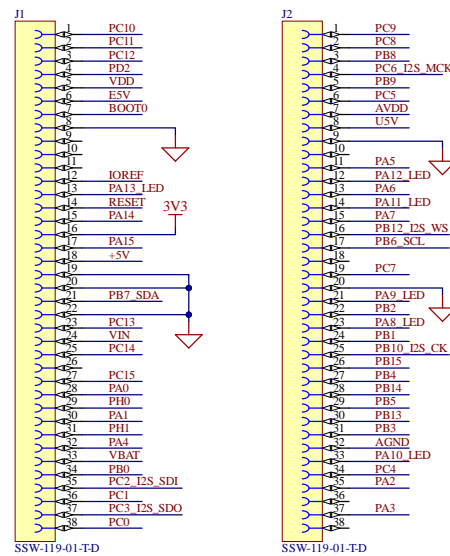 J1
1 PC10
2 PC11
3 PC12
4 PD2
5 VDD
6 E5V
7 BOOT0
8
9
10
11
12 IOREF
13 PA13_LED
14 RESET
15 PA14
16 3V3
17 PA15
18 +5V
19
20
21 PB7_SDA
22
23 PC13
24 VIN
25 PC14
26
27 PC15
28 PA0
29 PH0
30 PA1
31 PH1
32 PA4
33 VBAT
34 PB0
35 PC2_I2S_SDI
36 PC1
37 PC3_I2S_SDO
38 PC0
SSW-119-01-T-D
J2
1 PC9
2 PC8
3 PB8
4 PC6_I2S_MCK
5 PB9
6 PC5
7 AVDD
8 U5V
9
10
11 PA5
12 PA12_LED
13 PA6
14 PA11_LED
15 PA7
16 PB12_I2S_WS
17 PB6_SCL
18
19 PC7
20
21 PA9_LED
22 PB2
23 PA8_LED
24 PB1
25 PB10_I2S_CK
26 PB15
27 PB4
28 PB14
29 PB5
30 PB13
31 PB3
32 AGND
33 PA10_LED
34 PC4
35 PA2
36
37 PA3
38
SSW-119-01-T-D